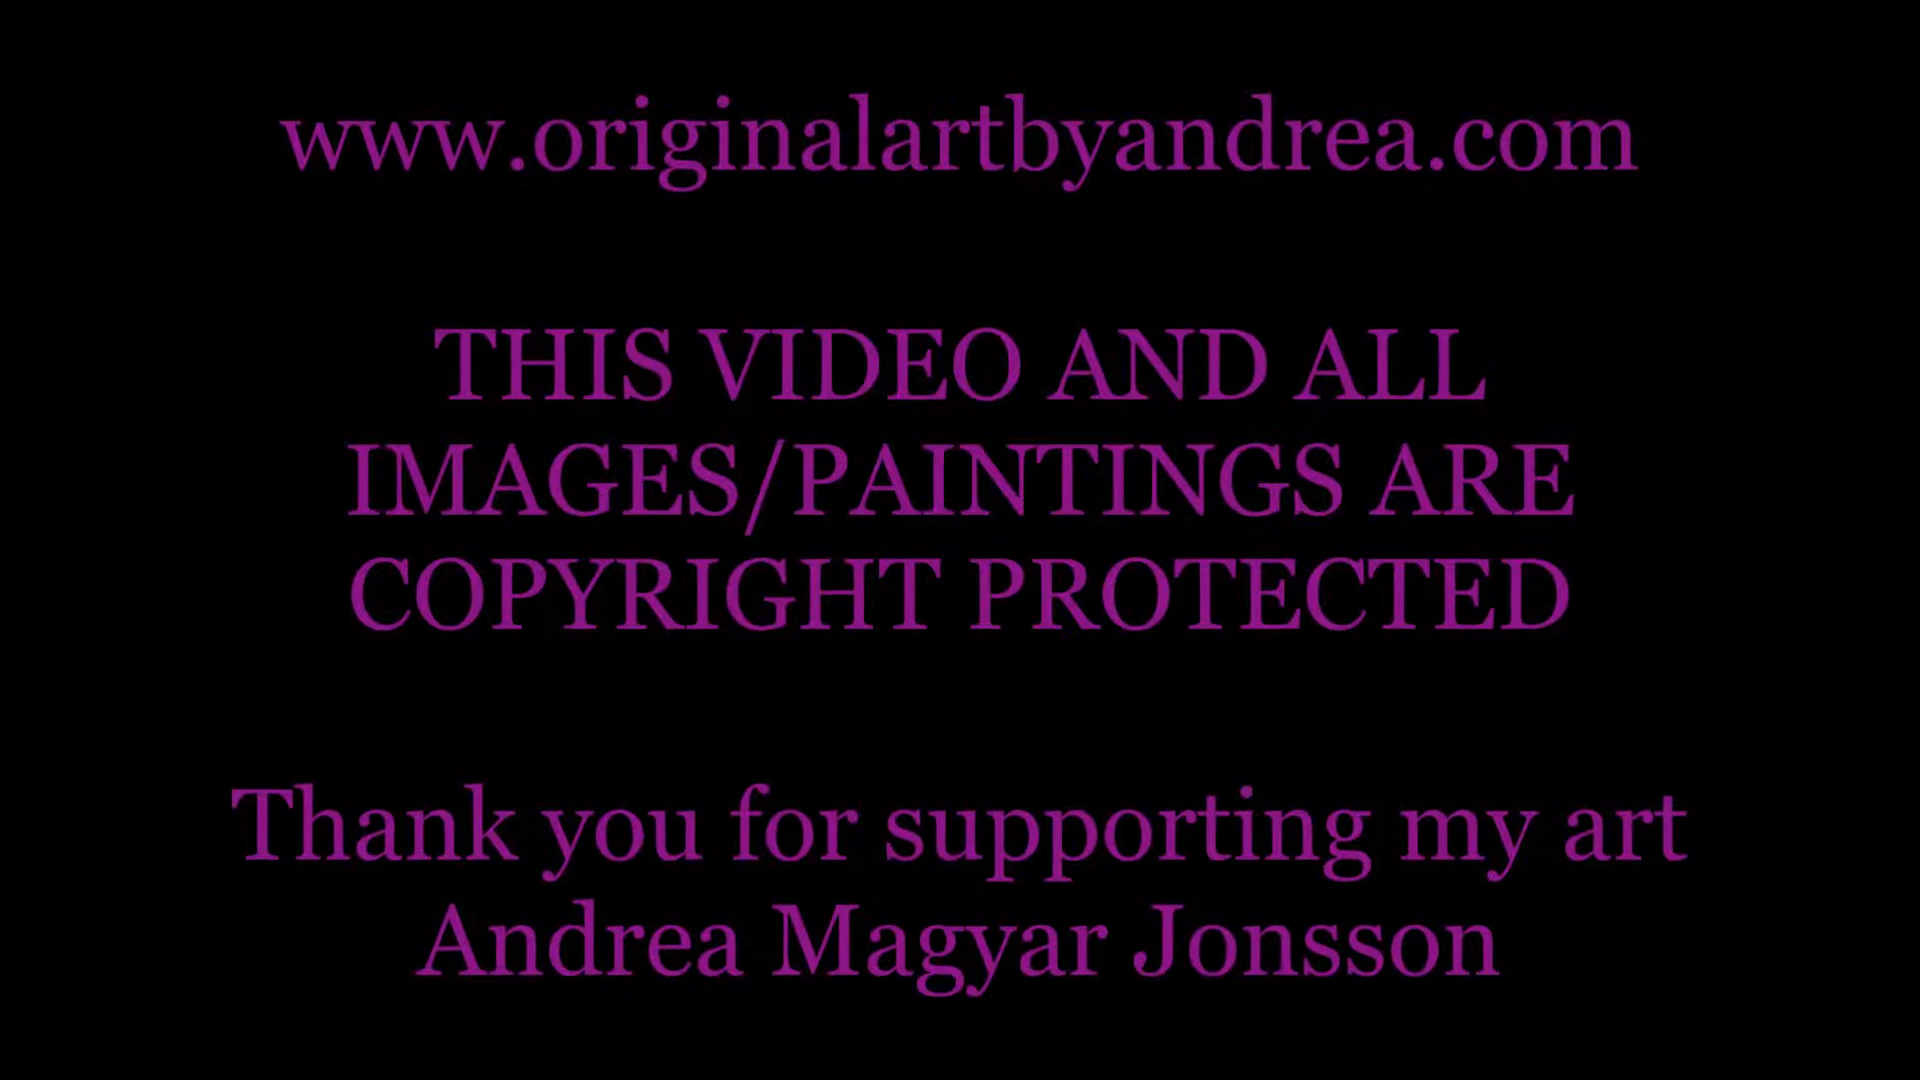 www.originalartbyandrea.com
THIS VIDEO AND ALL
IMAGES/PAINTINGS ARE
COPYRIGHT PROTECTED
Thank you for supporting my art
Andrea Magyar Jonsson